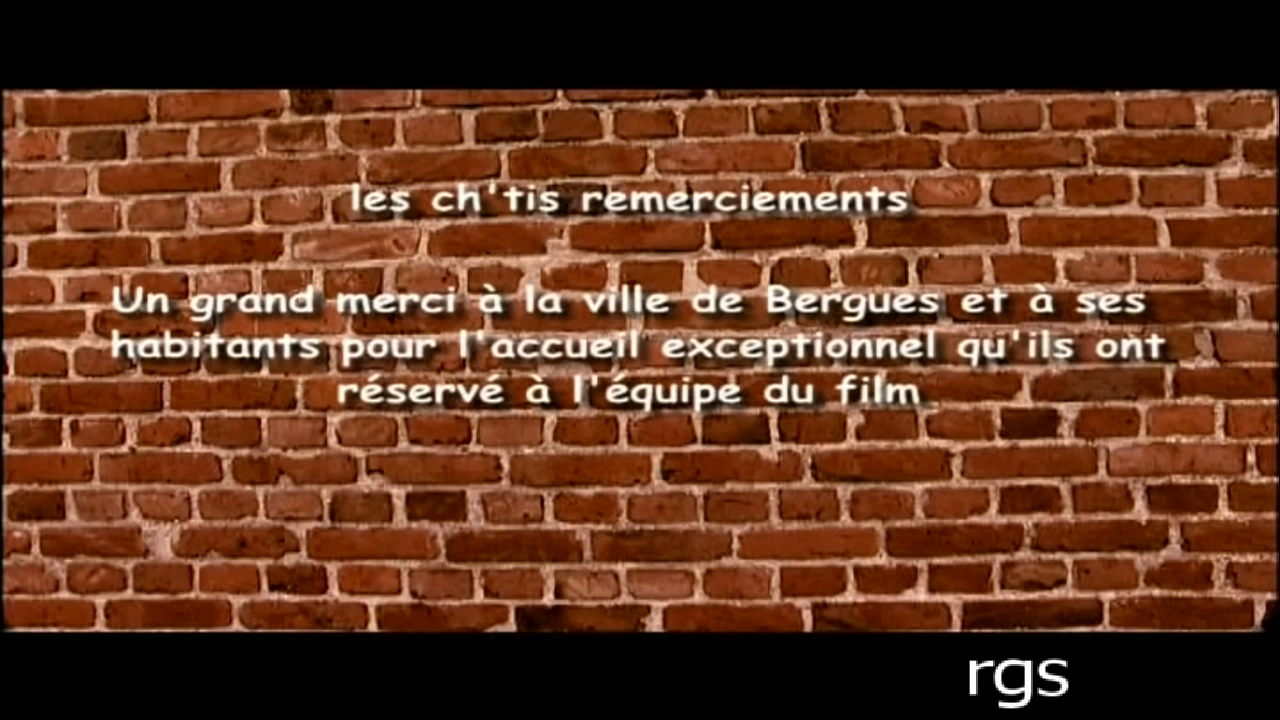 les ch'tis remerciements
Un grand merci à la ville de Bergues et à ses
habitants pour l'accueil exceptionnel qu'ils ont
réservé à l'équipe du film
rgs